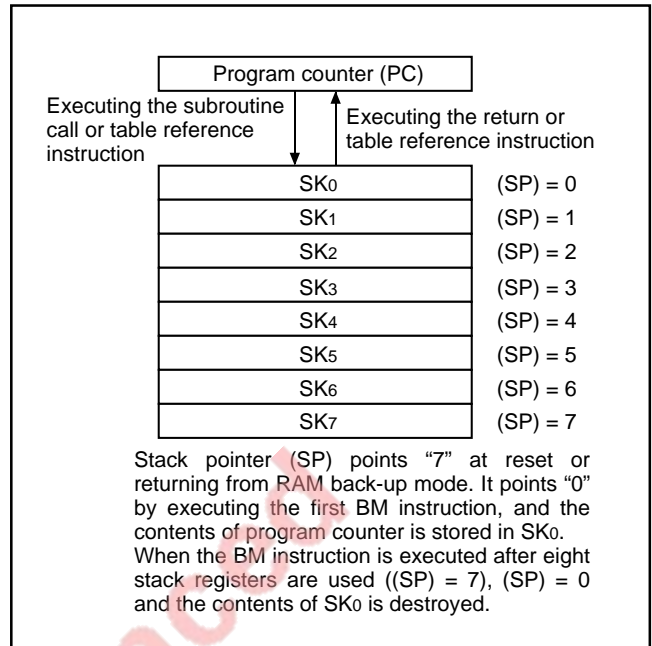 Program counter (PC)
Executing the subroutine
call or table reference
instruction
Executing the return or
table reference instruction
SK0 (SP) = 0
SK1 (SP) = 1
SK2 (SP) = 2
SK3 (SP) = 3
SK4 (SP) = 4
SK5 (SP) = 5
SK6 (SP) = 6
SK7 (SP) = 7
Stack pointer (SP) points “7” at reset or
returning from RAM back-up mode. It points “0”
by executing the first BM instruction, and the
contents of program counter is stored in SK0.
When the BM instruction is executed after eight
stack registers are used ((SP) = 7), (SP) = 0
and the contents of SK0 is destroyed.